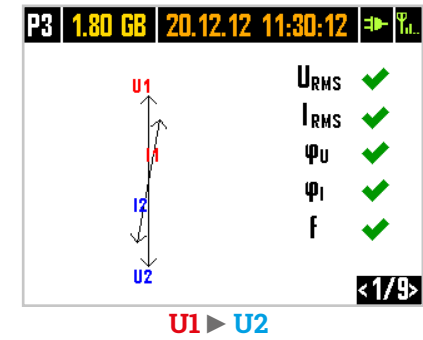 P3 1.80 GB 20.12.12 11:30:12
U1
URMS
I1
IRMS
φU
I2
φI
f
U2
<1/9>
U1 ▶ U2